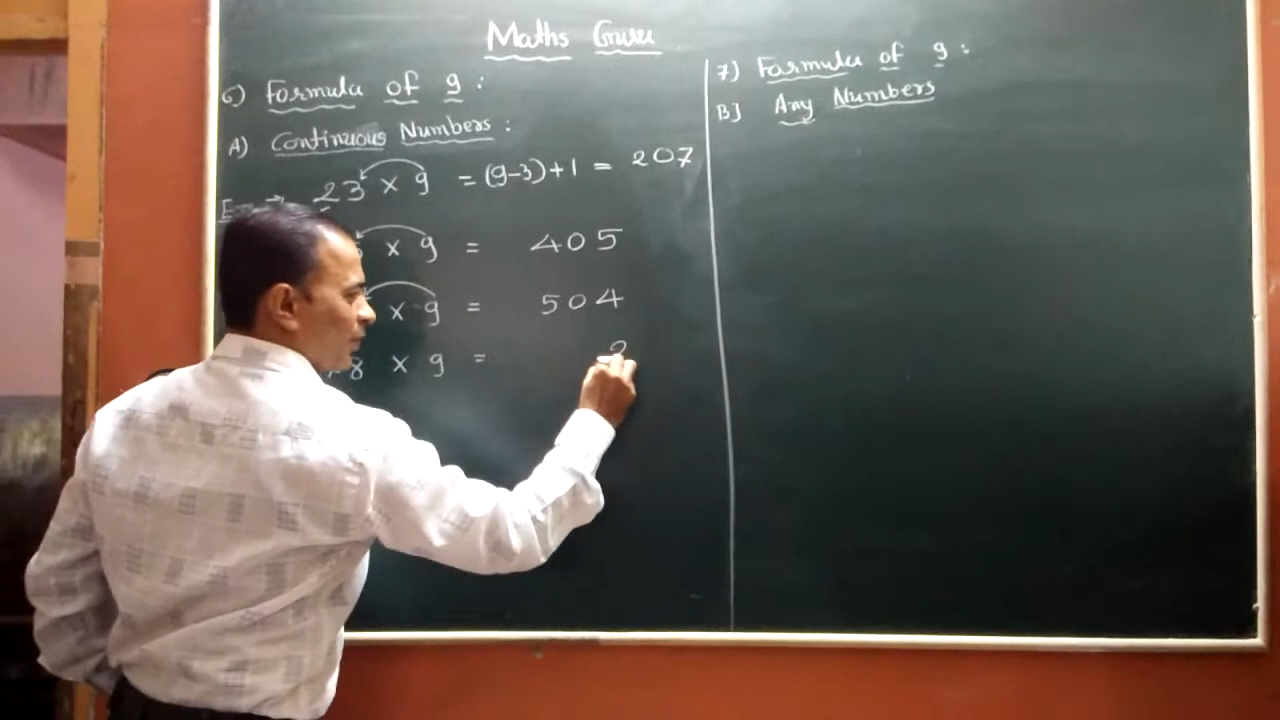 Maths Guru
6) Formula of 9 :
A) Continuous Numbers :
23 × 9 = (9-3)+1 = 207
× 9 = 405
× 9 = 504
8 × 9 =
7) Formula of 9 :
B] Any Numbers